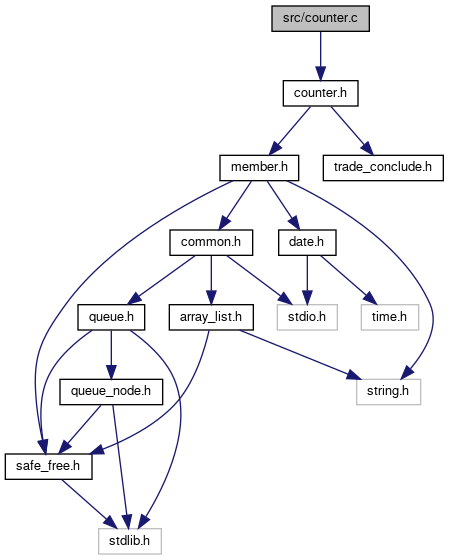 src/counter.c
counter.h
member.h
trade_conclude.h
common.h
date.h
queue.h
array_list.h
stdio.h
time.h
queue_node.h
string.h
safe_free.h
stdlib.h